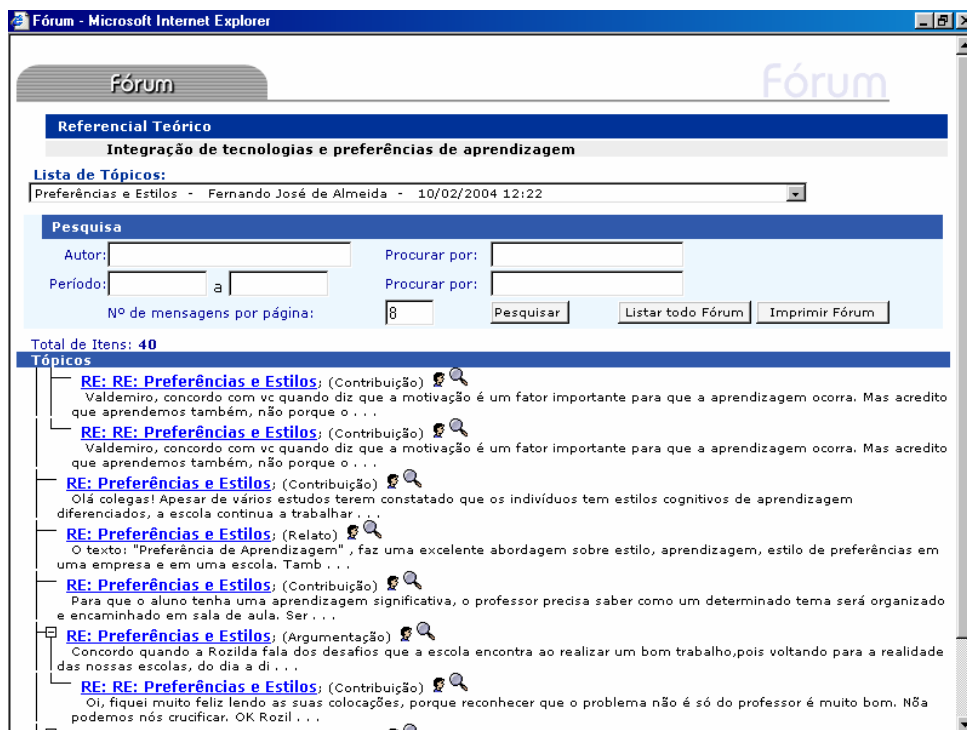 Fórum - Microsoft Internet Explorer
Fórum
Fórum
Referencial Teórico
Integração de tecnologias e preferências de aprendizagem
Lista de Tópicos:
Preferências e Estilos - Fernando José de Almeida - 10/02/2004 12:22
Pesquisa
Autor: Procurar por:
Período: a Procurar por:
Nº de mensagens por página: 8 Pesquisar Listar todo Fórum Imprimir Fórum
Total de Itens: 40
Tópicos
RE: RE: Preferências e Estilos; (Contribuição)
Valdemiro, concordo com vc quando diz que a motivação é um fator importante para que a aprendizagem ocorra. Mas acredito
que aprendemos também, não porque o . . .
RE: RE: Preferências e Estilos; (Contribuição)
Valdemiro, concordo com vc quando diz que a motivação é um fator importante para que a aprendizagem ocorra. Mas acredito
que aprendemos também, não porque o . . .
RE: Preferências e Estilos; (Contribuição)
Olá colegas! Apesar de vários estudos terem constatado que os indivíduos tem estilos cognitivos de aprendizagem
diferenciados, a escola continua a trabalhar . . .
RE: Preferências e Estilos; (Relato)
O texto: "Preferência de Aprendizagem" , faz uma excelente abordagem sobre estilo, aprendizagem, estilo de preferências em
uma empresa e em uma escola. Tamb . . .
RE: Preferências e Estilos; (Contribuição)
Para que o aluno tenha uma aprendizagem significativa, o professor precisa saber como um determinado tema será organizado
e encaminhado em sala de aula. Ser . . .
RE: Preferências e Estilos; (Argumentação)
Concordo quando a Rozilda fala dos desafios que a escola encontra ao realizar um bom trabalho,pois voltando para a realidade
das nossas escolas, do dia a di . . .
RE: RE: Preferências e Estilos; (Contribuição)
Oi, fiquei muito feliz lendo as suas colocações, porque reconhecer que o problema não é só do professor é muito bom. Nõa
podemos nós crucificar. OK Rozil . . .